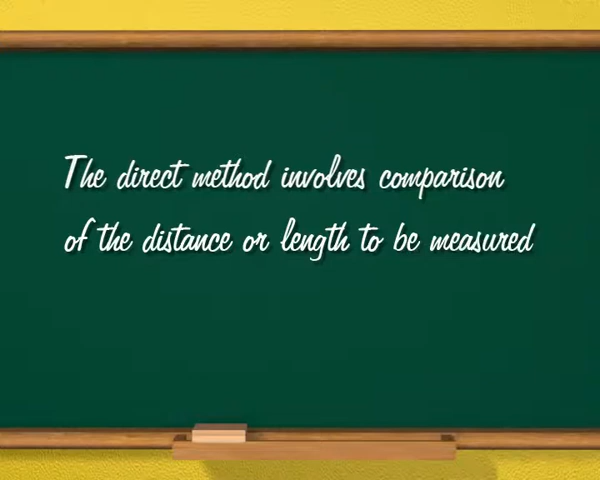 The direct method involves comparison
of the distance or length to be measured